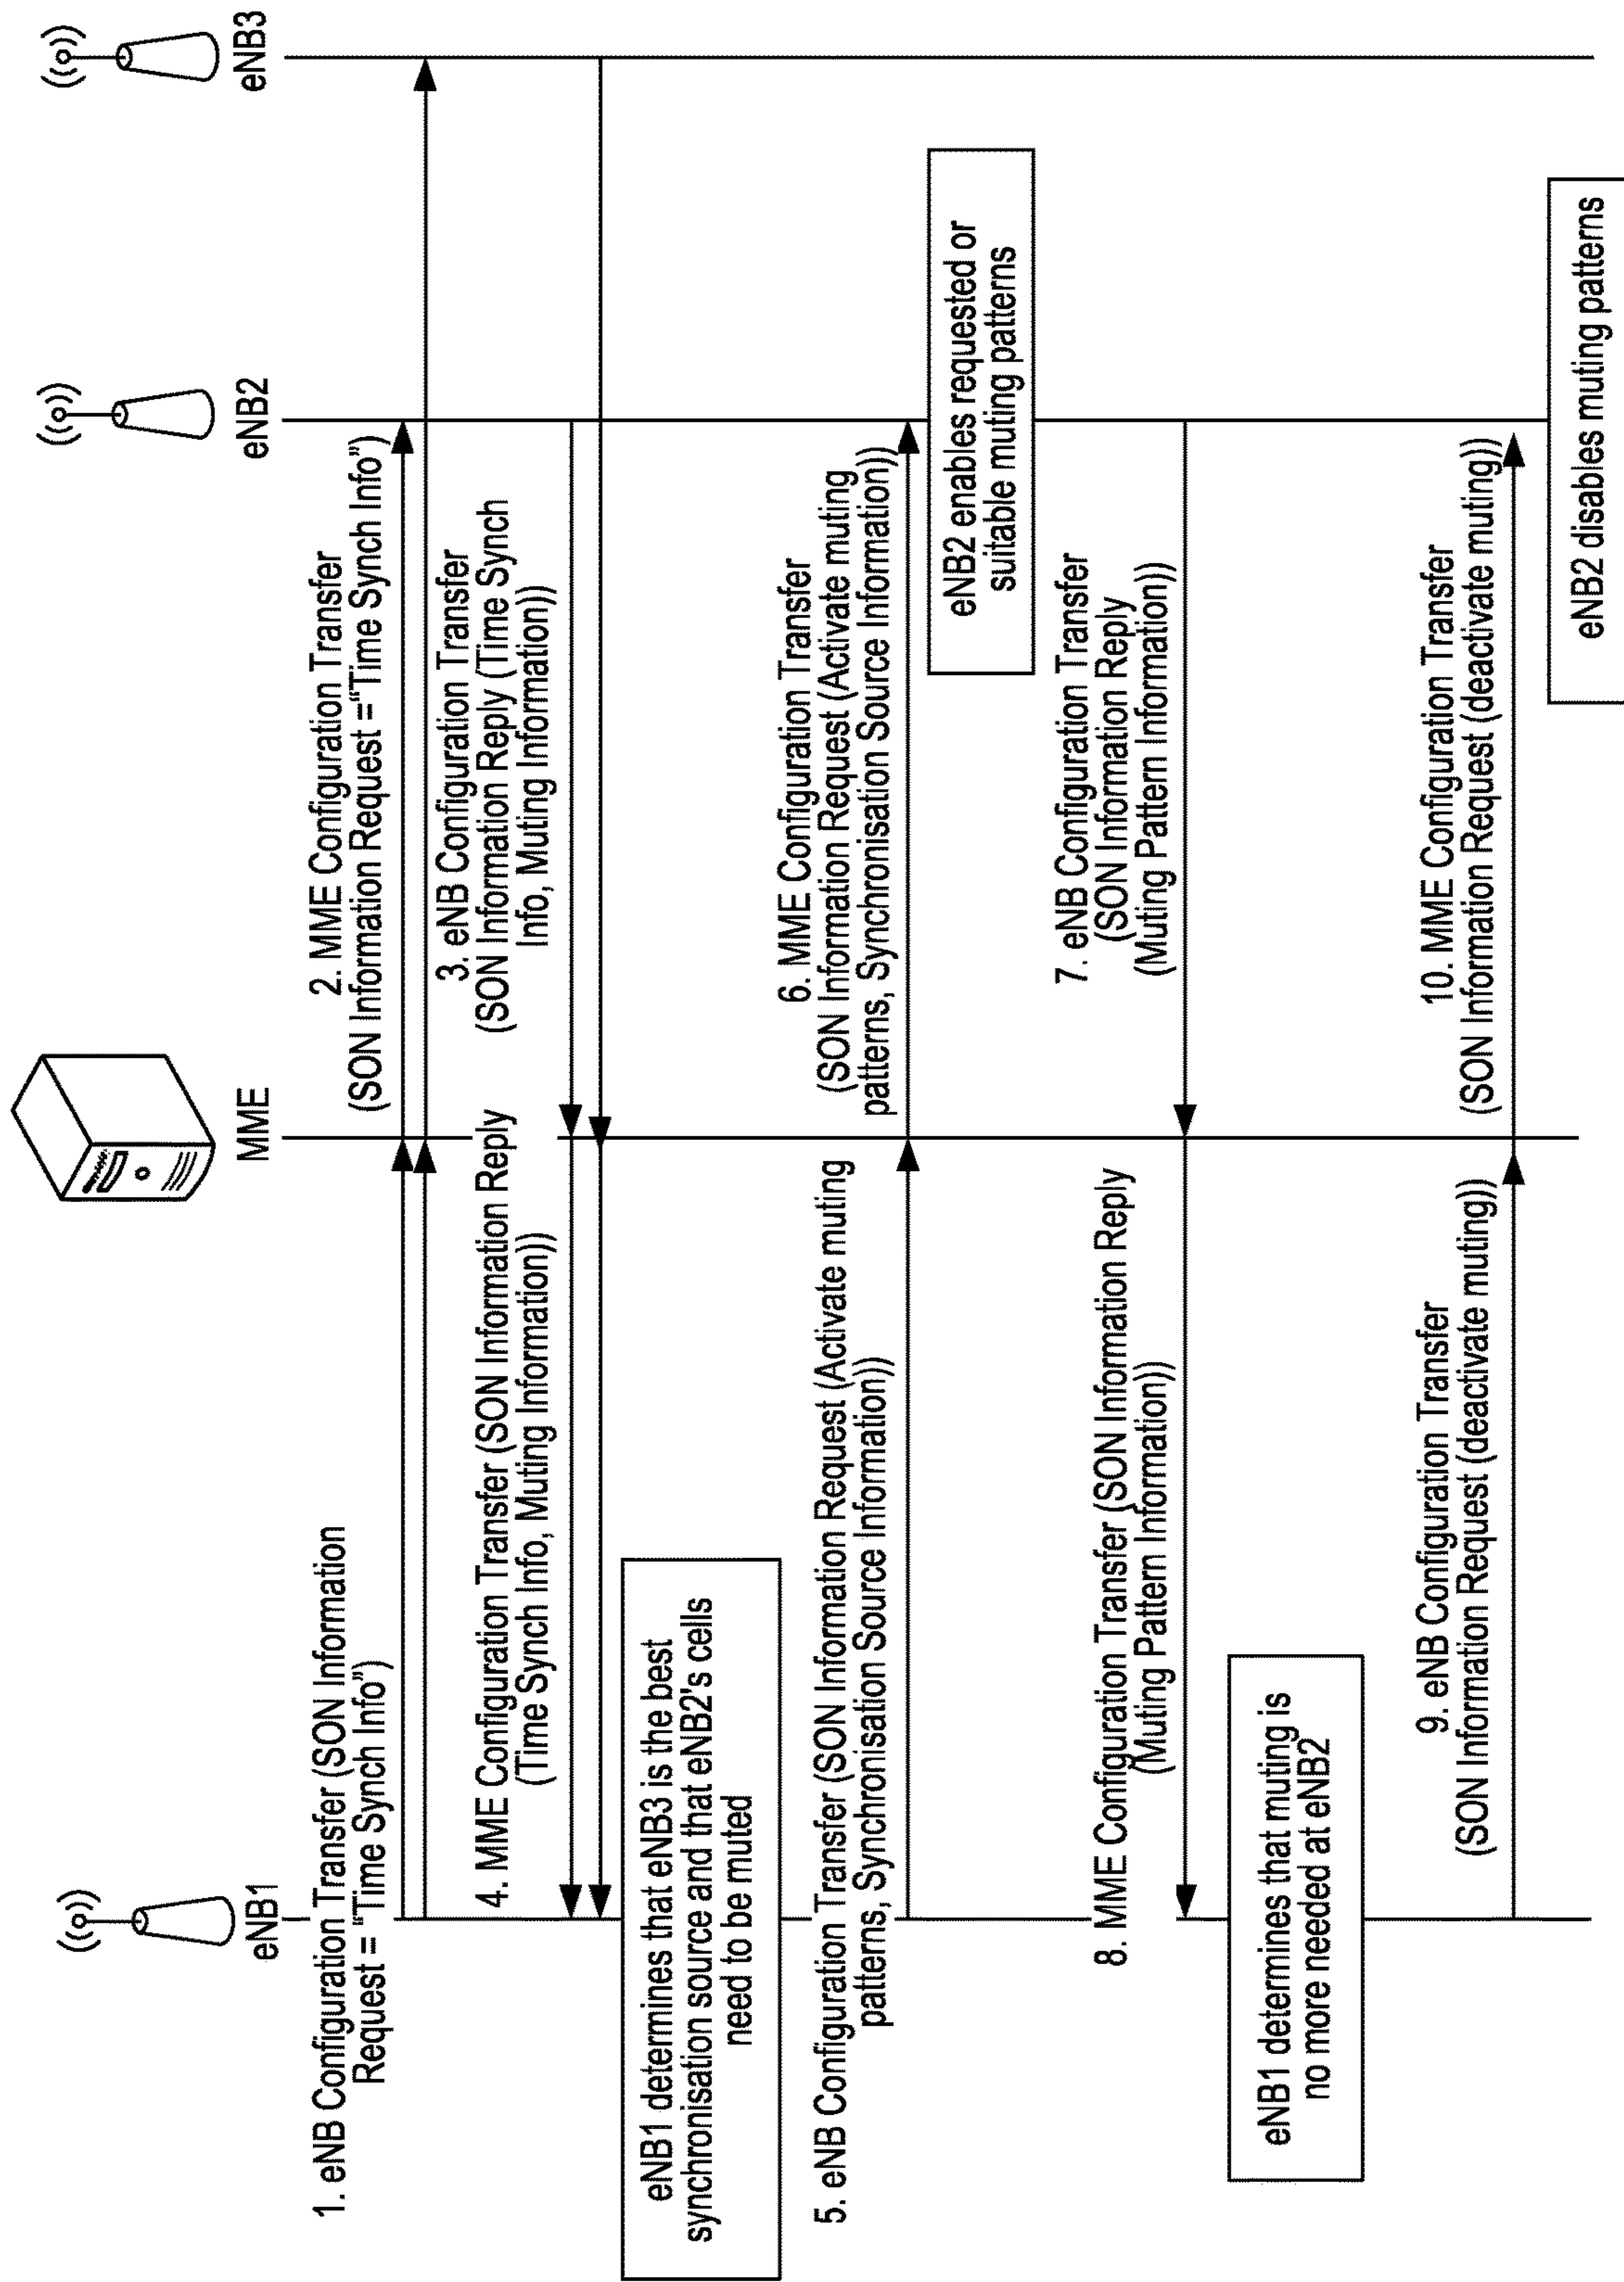 eNB1
MME
eNB2
eNB3
1. eNB Configuration Transfer (SON Information
Request = "Time Synch Info")
2. MME Configuration Transfer
(SON Information Request ="Time Synch Info")
3. eNB Configuration Transfer
(SON Information Reply (Time Synch
Info, Muting Information))
4. MME Configuration Transfer (SON Information Reply
(Time Synch Info, Muting Information))
eNB1 determines that eNB3 is the best
synchronisation source and that eNB2's cells
need to be muted
5. eNB Configuration Transfer (SON Information Request (Activate muting
patterns, Synchronisation Source Information))
6. MME Configuration Transfer
(SON Information Request (Activate muting
patterns, Synchronisation Source Information))
eNB2 enables requested or
suitable muting patterns
7. eNB Configuration Transfer
(SON Information Reply
(Muting Pattern Information))
8. MME Configuration Transfer (SON Information Reply
(Muting Pattern Information))
eNB1 determines that muting is
no more needed at eNB2
9. eNB Configuration Transfer
(SON Information Request (deactivate muting))
10. MME Configuration Transfer
(SON Information Request (deactivate muting))
eNB2 disables muting patterns